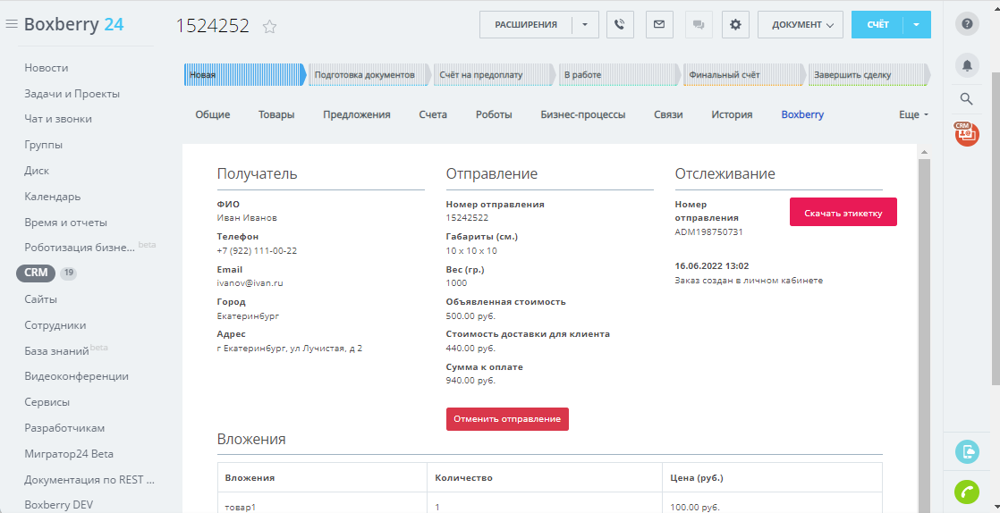 Boxberry 24
Новости
Задачи и Проекты
Чат и звонки
Группы
Диск
Календарь
Время и отчеты
Роботизация бизне... beta
CRM 19
Сайты
Сотрудники
База знаний beta
Видеоконференции
Сервисы
Разработчикам
Мигратор24 Beta
Документация по REST ...
Boxberry DEV
1524252
РАСШИРЕНИЯ
ДОКУМЕНТ
СЧЁТ
Новая
Подготовка документов
Счёт на предоплату
В работе
Финальный счёт
Завершить сделку
Общие Товары Предложения Счета Роботы Бизнес-процессы Связи История Boxberry Еще
Получатель
ФИО
Иван Иванов
Телефон
+7 (922) 111-00-22
Email
ivanov@ivan.ru
Город
Екатеринбург
Адрес
г Екатеринбург, ул Лучистая, д 2
Отправление
Номер отправления
15242522
Габариты (см.)
10 x 10 x 10
Вес (гр.)
1000
Объявленная стоимость
500.00 руб.
Стоимость доставки для клиента
440.00 руб.
Сумма к оплате
940.00 руб.
Отменить отправление
Отслеживание
Номер
отправления
ADM198750731
Скачать этикетку
16.06.2022 13:02
Заказ создан в личном кабинете
Вложения
Вложения Количество Цена (руб.)
товар1 1 100.00 руб.
CRM